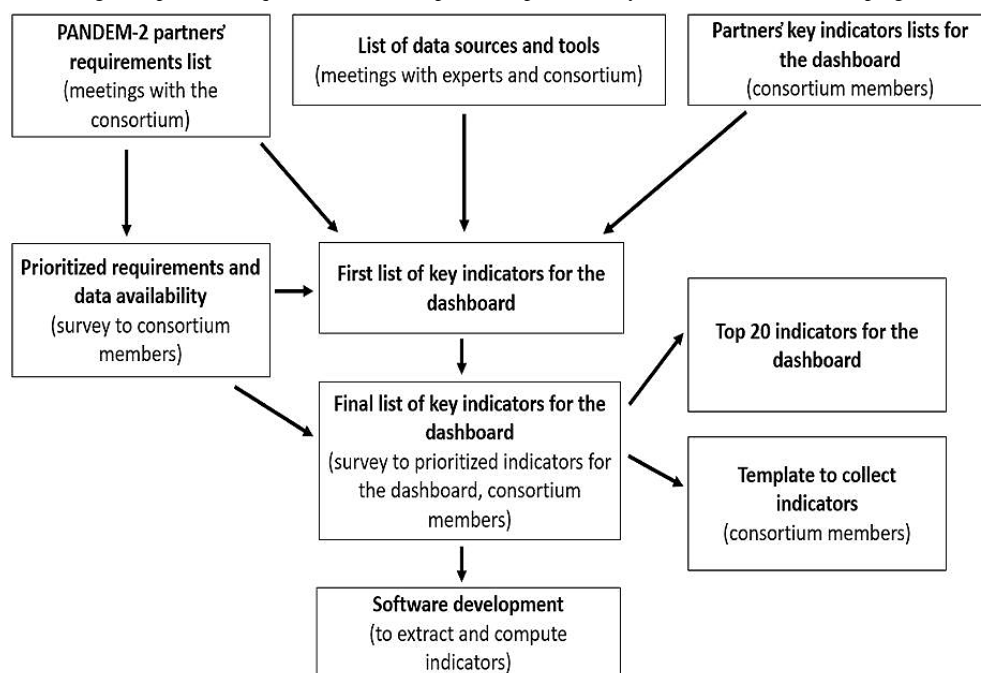 PANDEM-2 partners'
requirements list
(meetings with the
consortium)
List of data sources and tools
(meetings with experts and consortium)
Partners' key indicators lists for
the dashboard
(consortium members)
Prioritized requirements and
data availability
(survey to consortium
members)
First list of key indicators for the
dashboard
Top 20 indicators for the
dashboard
Final list of key indicators for the
dashboard
(survey to prioritized indicators for
the dashboard, consortium
members)
Template to collect
indicators
(consortium members)
Software development
(to extract and compute
indicators)